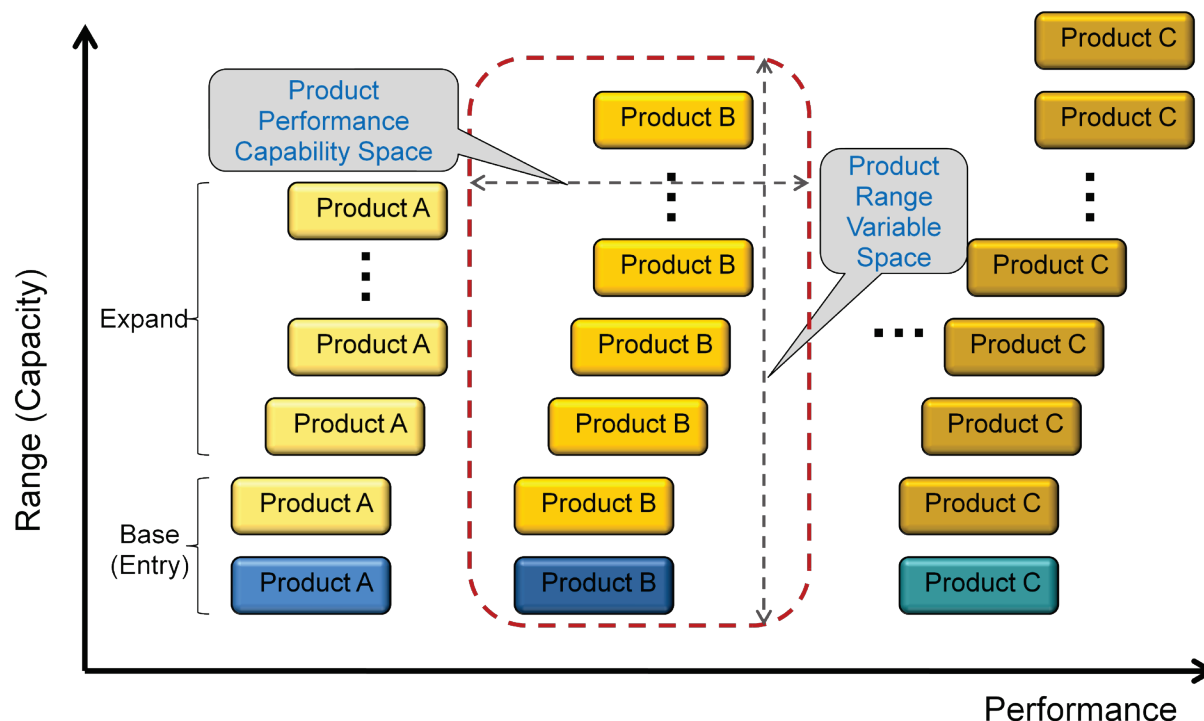 Product C
Product
Performance
Capability Space
Product B
Product C
Product
Range
Variable
Space
Product A
Product B
Product C
Expand
Product A
Product B
Product C
Product A
Product B
Product C
Base
(Entry)
Product A
Product B
Product C
Product A
Product B
Product C
Range (Capacity)
Performance